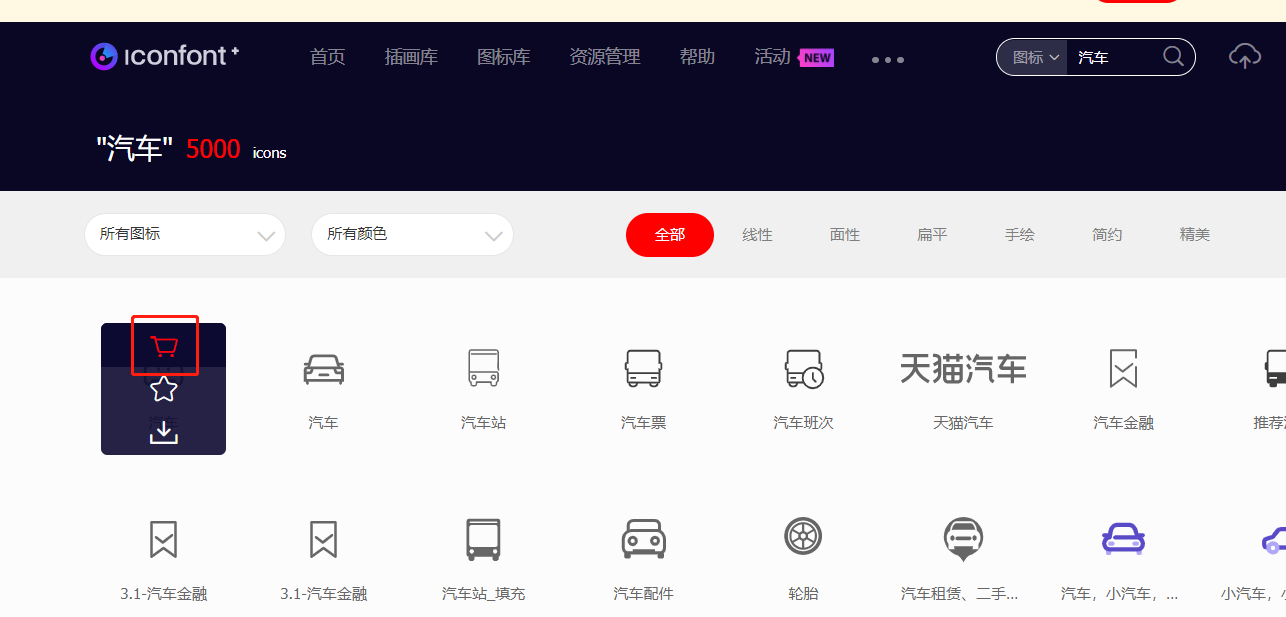 iconfont+ 首页 插画库 图标库 资源管理 帮助 活动 NEW 图标 汽车
"汽车" 5000 icons
所有图标 所有颜色 全部 线性 面性 扁平 手绘 简约 精美
天猫汽车
汽车 汽车站 汽车票 汽车班次 天猫汽车 汽车金融 推荐
3.1-汽车金融 3.1-汽车金融 汽车站_填充 汽车配件 轮胎 汽车租赁、二手... 汽车，小汽车，... 小汽车，